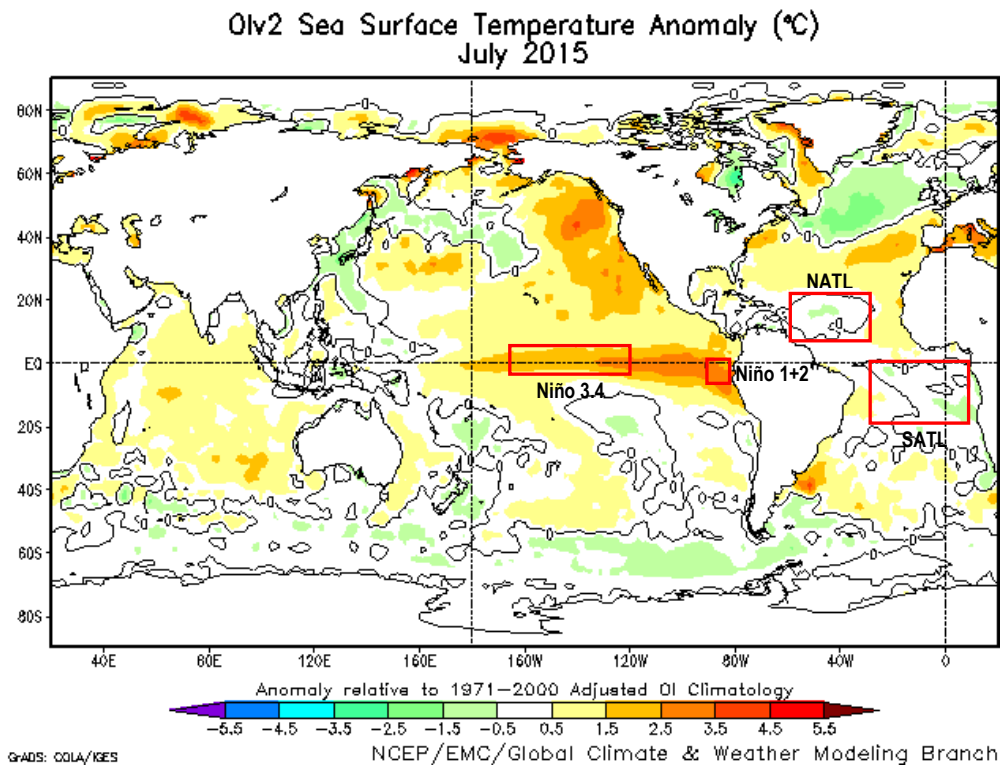 OIv2 Sea Surface Temperature Anomaly (°C)
July 2015
80N
60N
40N
20N
EQ
20S
40S
60S
80S
NATL
Niño 3.4
Niño 1+2
SATL
40E 80E 120E 160E 160W 120W 80W 40W 0
Anomaly relative to 1971–2000 Adjusted OI Climatology
−5.5 −4.5 −3.5 −2.5 −1.5 −0.5 0.5 1.5 2.5 3.5 4.5 5.5
GrADS: COLA/IGES
NCEP/EMC/Global Climate & Weather Modeling Branch